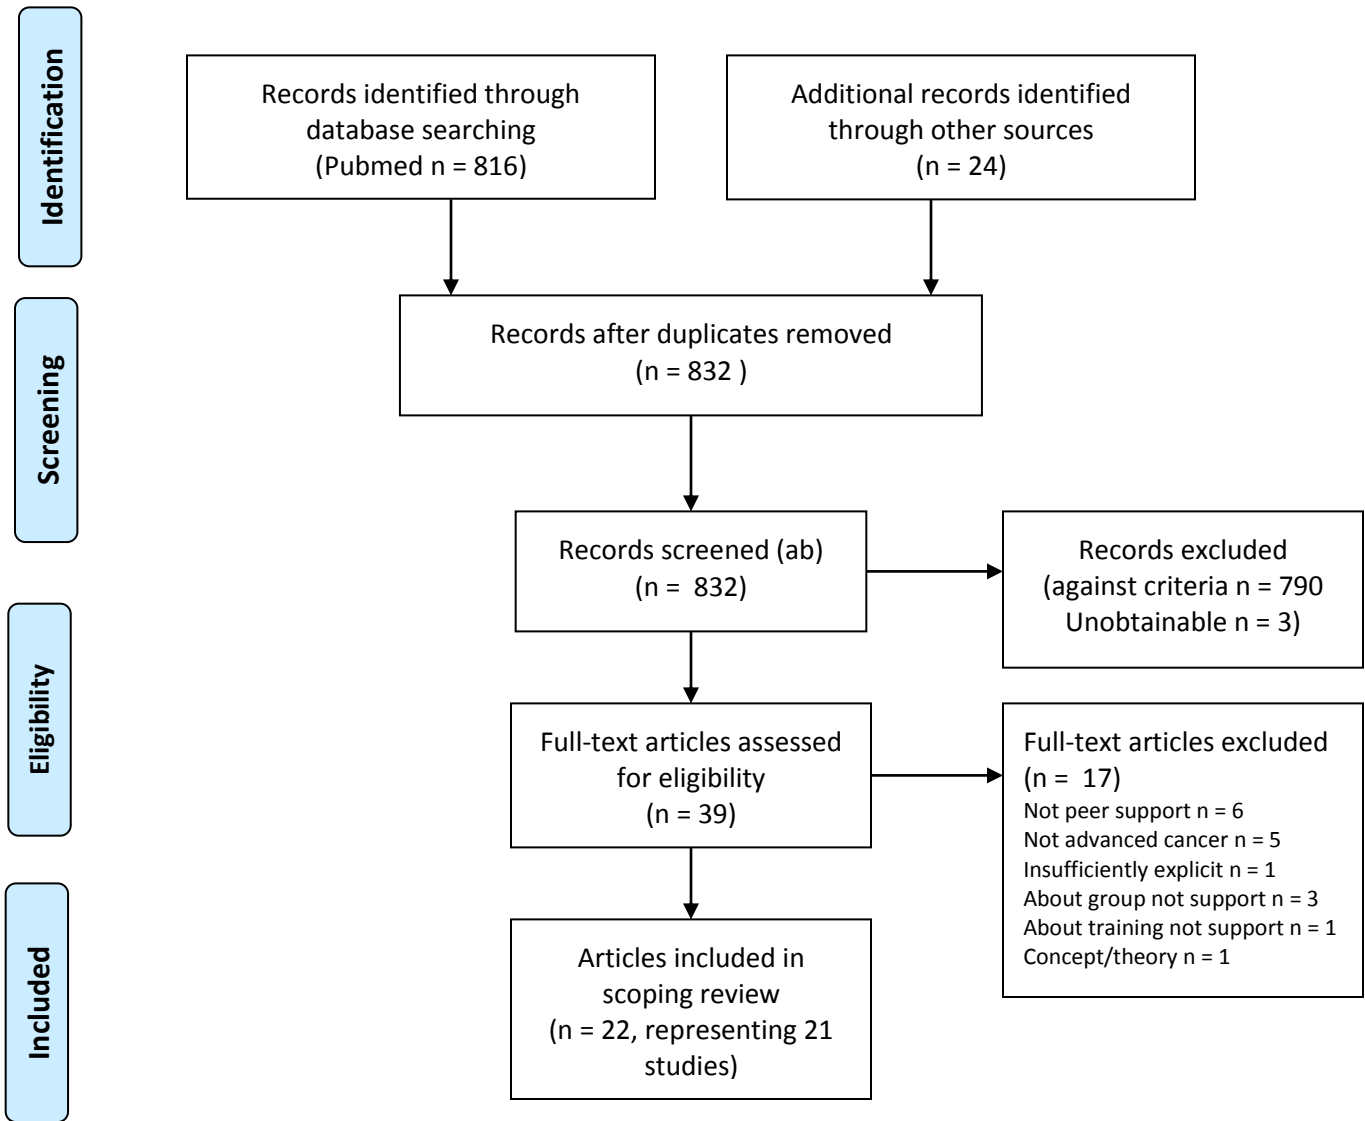 Identification
Records identified through
database searching
(Pubmed n = 816)
Additional records identified
through other sources
(n = 24)
Screening
Records after duplicates removed
(n = 832 )
Records screened (ab)
(n =  832)
Records excluded
(against criteria n = 790
Unobtainable n = 3)
Eligibility
Full-text articles assessed
for eligibility
(n = 39)
Full-text articles excluded
(n =  17)
Not peer support n = 6
Not advanced cancer n = 5
Insufficiently explicit n = 1
About group not support n = 3
About training not support n = 1
Concept/theory n = 1
Included
Articles included in
scoping review
(n = 22, representing 21
studies)